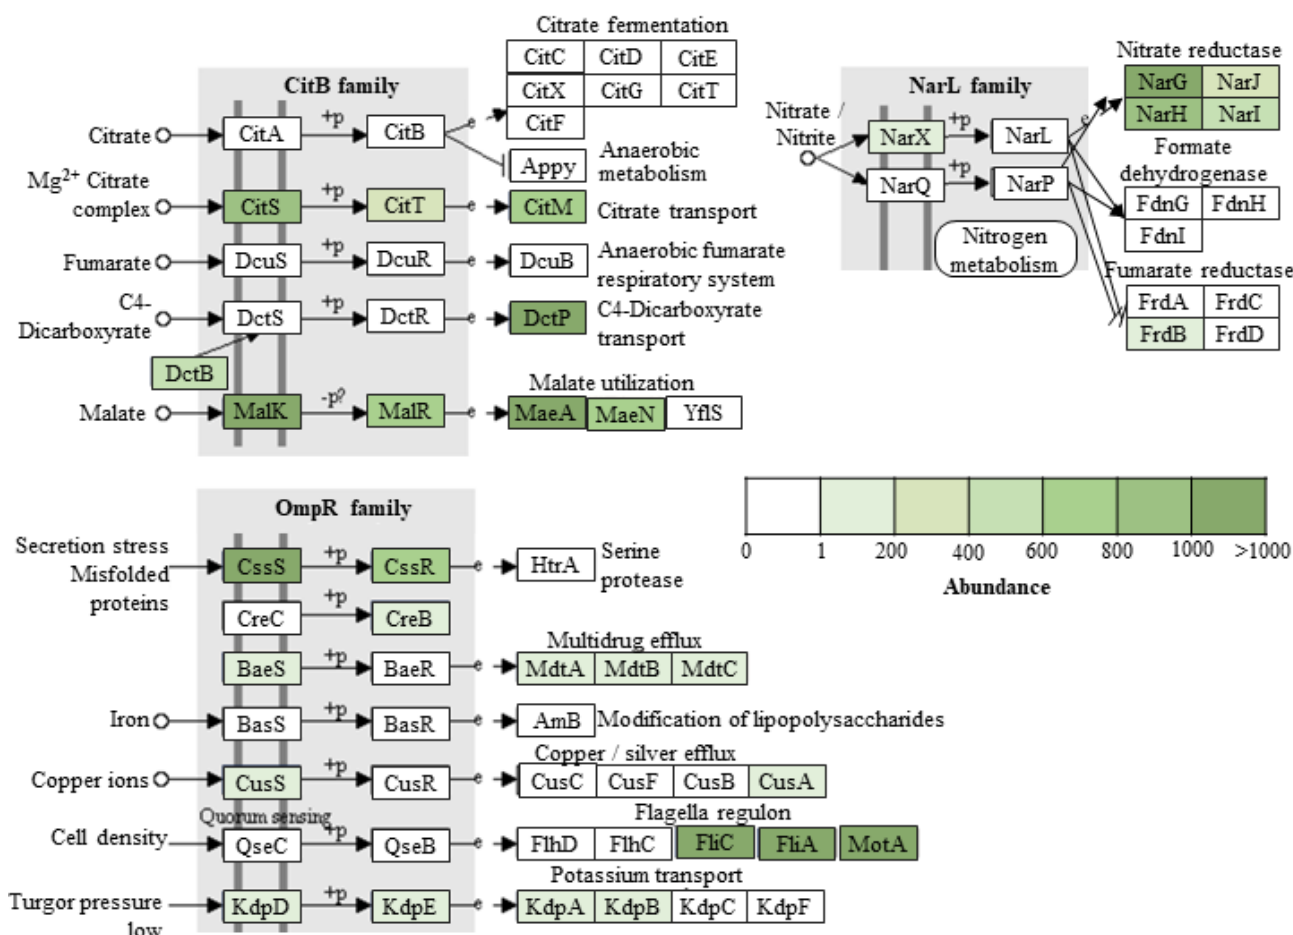 Citrate fermentation
CitC CitD CitE
CitX CitG CitT
CitF
CitB family
Citrate CitA +p CitB e
Appy Anaerobic
metabolism
Mg2+ Citrate
complex CitS +p CitT e CitM Citrate transport
Fumarate DcuS +p DcuR e DcuB Anaerobic fumarate
respiratory system
C4-
Dicarboxyrate DctS +p DctR e DctP C4-Dicarboxyrate
transport
DctB
Malate utilization
Malate MalK -p? MalR e MaeA MaeN YflS
NarL family
Nitrate /
Nitrite
NarX +p NarL e
NarQ +p NarP
Nitrogen
metabolism
Nitrate reductase
NarG NarJ
NarH NarI
Formate
dehydrogenase
FdnG FdnH
FdnI
Fumarate reductase
FrdA FrdC
FrdB FrdD
0 1 200 400 600 800 1000 >1000
Abundance
OmpR family
Secretion stress
Misfolded
proteins
CssS +p CssR e HtrA Serine
protease
CreC +p CreB
Multidrug efflux
BaeS +p BaeR e MdtA MdtB MdtC
Iron BasS +p BasR e AmB Modification of lipopolysaccharides
Copper / silver efflux
Copper ions CusS +p CusR e CusC CusF CusB CusA
Quorum sensing
Flagella regulon
Cell density QseC +p QseB e FlhD FlhC FliC FliA MotA
Potassium transport
Turgor pressure
low
KdpD +p KdpE e KdpA KdpB KdpC KdpF